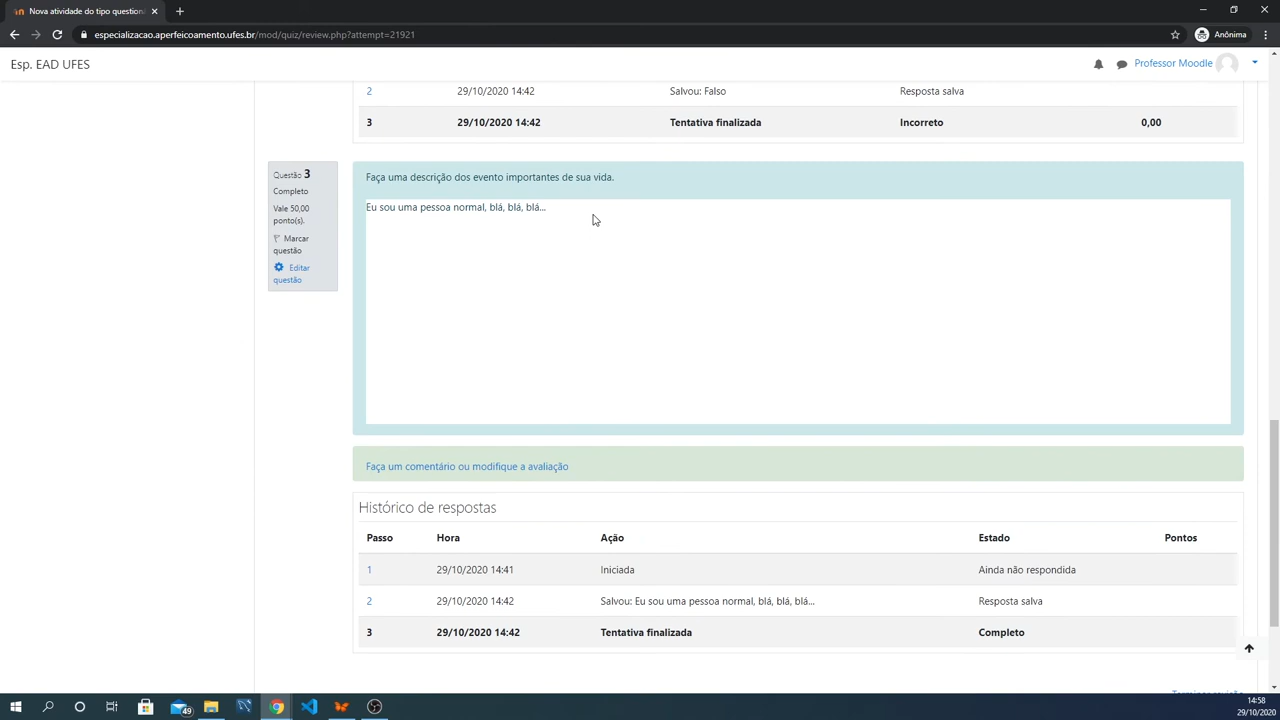 Nova atividade do tipo question
especializacao.aperfeicoamento.ufes.br/mod/quiz/review.php?attempt=21921
Anônima
Esp. EAD UFES
Professor Moodle
2 29/10/2020 14:42 Salvou: Falso Resposta salva
3 29/10/2020 14:42 Tentativa finalizada Incorreto 0,00
Questão 3
Completo
Vale 50,00
ponto(s).
Marcar
questão
Editar
questão
Faça uma descrição dos evento importantes de sua vida.
Eu sou uma pessoa normal, blá, blá, blá...
Faça um comentário ou modifique a avaliação
Histórico de respostas
Passo Hora Ação Estado Pontos
1 29/10/2020 14:41 Iniciada Ainda não respondida
2 29/10/2020 14:42 Salvou: Eu sou uma pessoa normal, blá, blá, blá... Resposta salva
3 29/10/2020 14:42 Tentativa finalizada Completo
49
14:58
29/10/2020